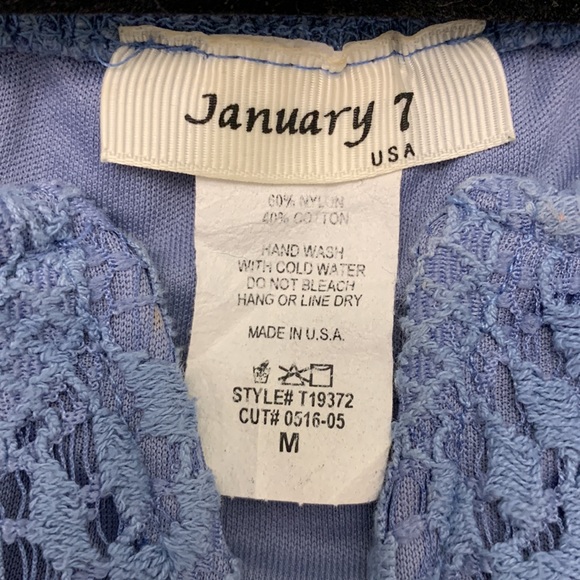 January 7
USA
60% NYLON
40% COTTON
HAND WASH
WITH COLD WATER
DO NOT BLEACH
HANG OR LINE DRY
MADE IN U.S.A.
STYLE# T19372
CUT# 0516-05
M